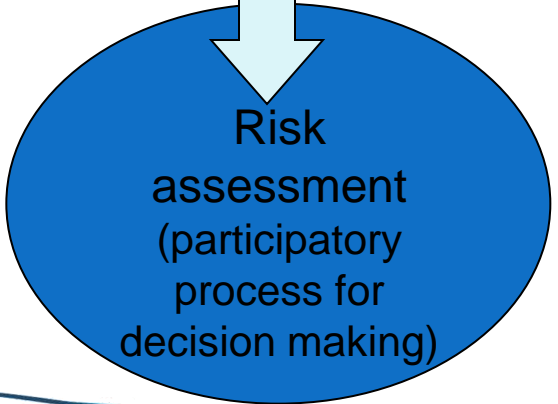 Risk
assessment
(participatory
process for
decision making)